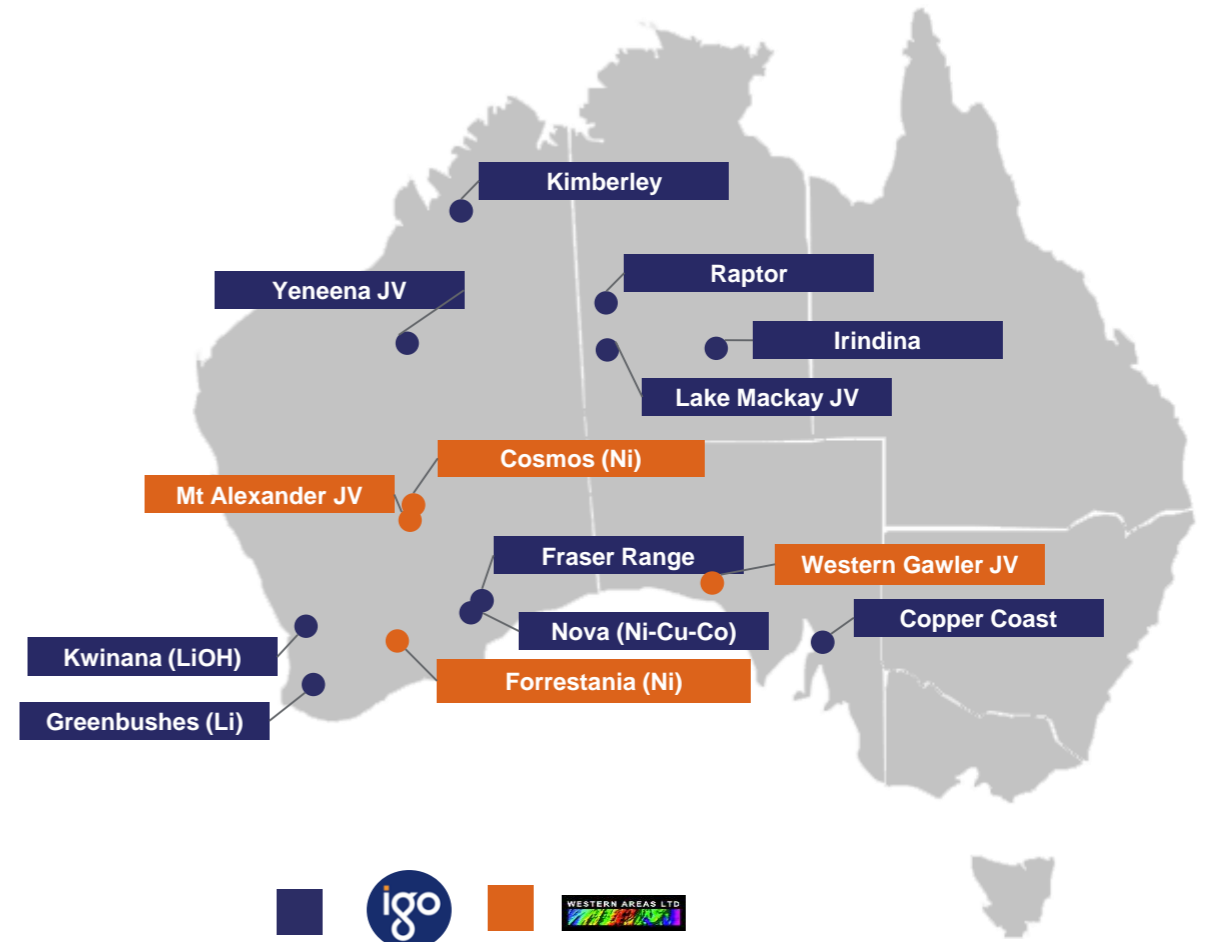 Kimberley
Raptor
Yeneena JV
Irindina
Lake Mackay JV
Cosmos (Ni)
Mt Alexander JV
Fraser Range
Western Gawler JV
Copper Coast
Nova (Ni-Cu-Co)
Kwinana (LiOH)
Forrestania (Ni)
Greenbushes (Li)
igo
WESTERN AREAS LTD